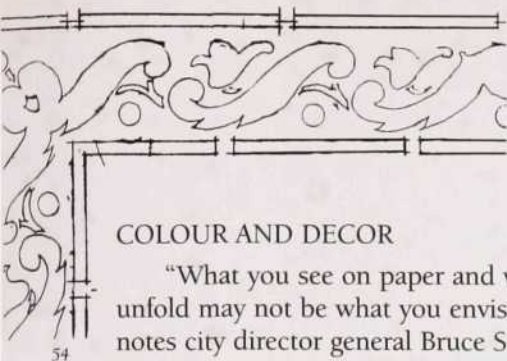 COLOUR AND DECOR
“What you see on paper and
unfold may not be what you
notes city director general Bruce
54